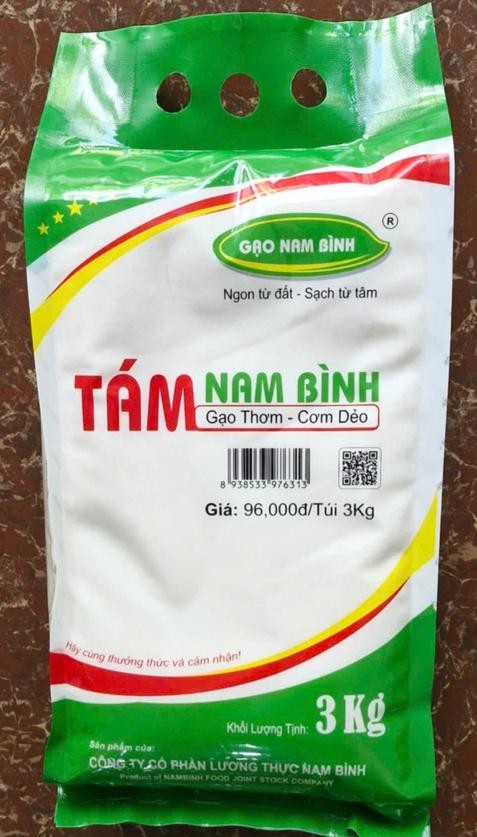 GẠO NAM BÌNH
®
Ngon từ đất - Sạch từ tâm
TÁM NAM BÌNH
Gạo Thơm - Cơm Dẻo
8 938533 976313
Giá: 96,000đ/Túi 3Kg
Hãy cùng thưởng thức và cảm nhận!
Khối Lượng Tịnh: 3 Kg
Sản phẩm của:
CÔNG TY CỔ PHẦN LƯƠNG THỰC NAM BÌNH
Product of NAMBINH FOOD JOINT STOCK COMPANY